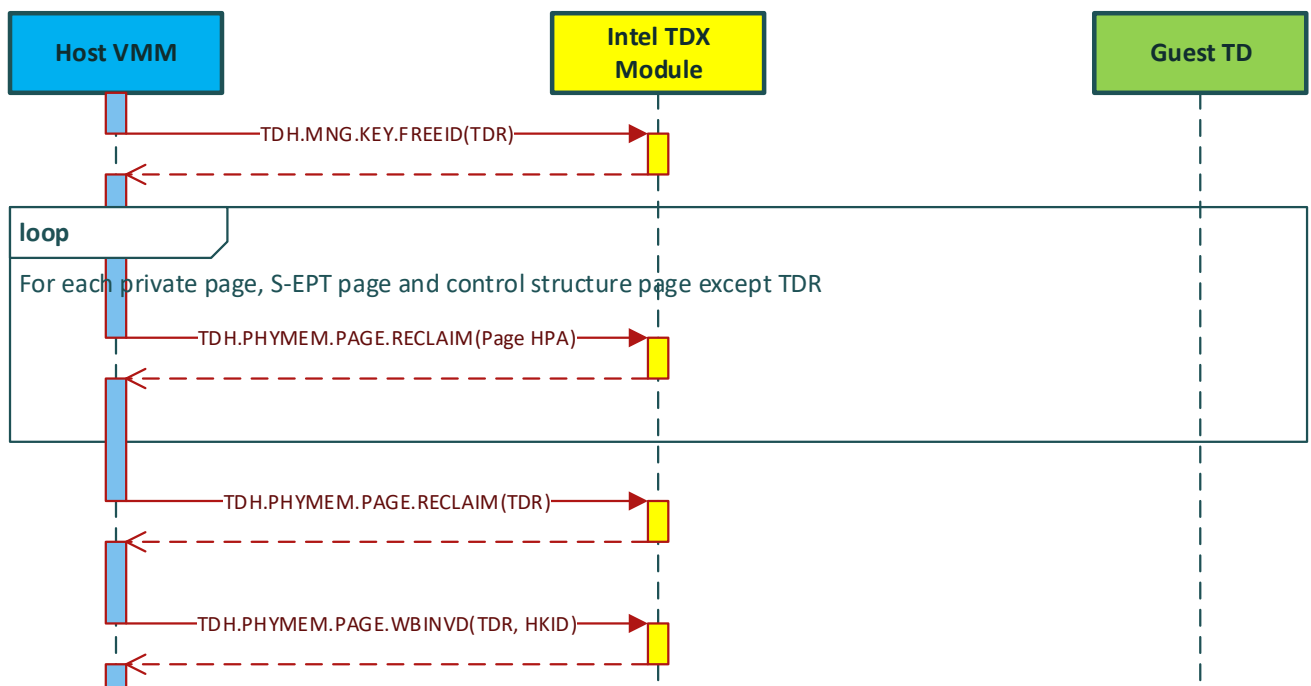 Host VMM
Intel TDX
Module
Guest TD
TDH.MNG.KEY.FREEID(TDR)
loop
For each private page, S-EPT page and control structure page except TDR
TDH.PHYMEM.PAGE.RECLAIM(Page HPA)
TDH.PHYMEM.PAGE.RECLAIM(TDR)
TDH.PHYMEM.PAGE.WBINVD(TDR, HKID)